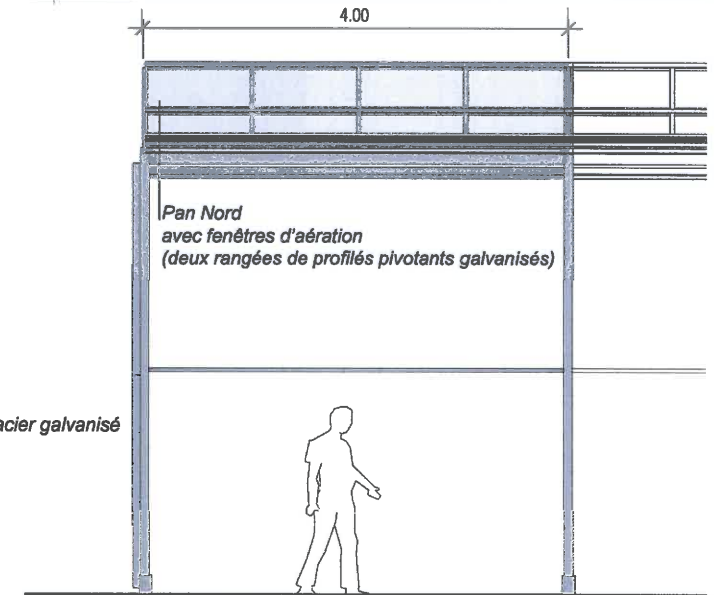 4.00
Pan Nord
avec fenêtres d'aération
(deux rangées de profilés pivotants galvanisés)
acier galvanisé